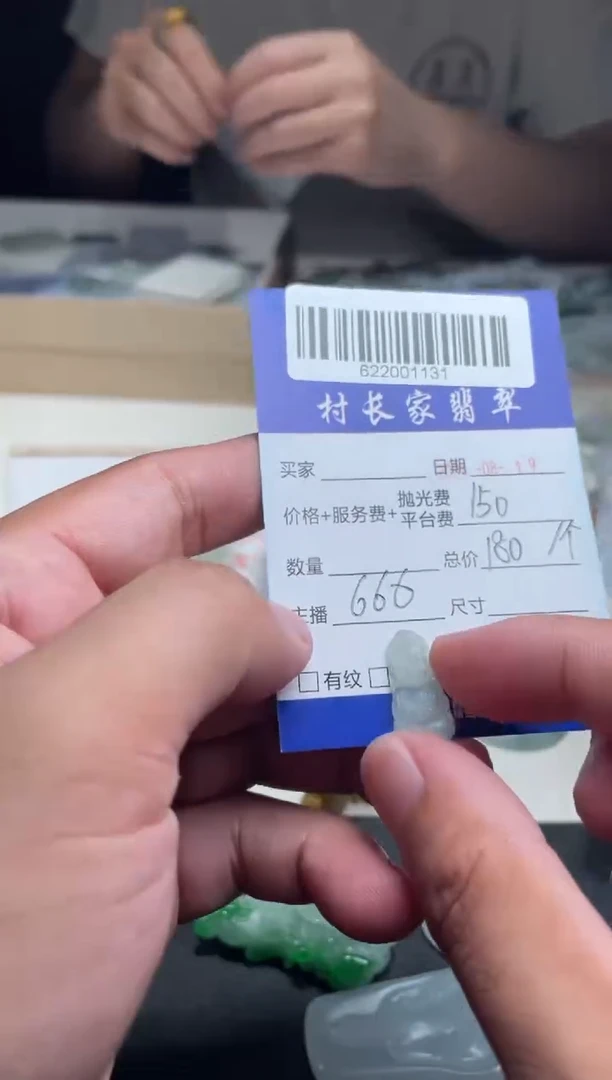 622001131
村长家翡翠
买家 日期 -08- 19
价格+服务费+抛光费平台费 150
数量 总价 180 /个
主播 666 尺寸
□有纹 □